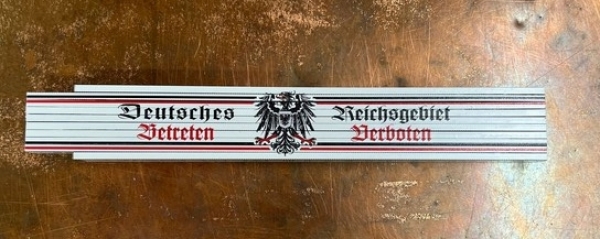 Deutsches Reichsgebiet
Betreten Verboten